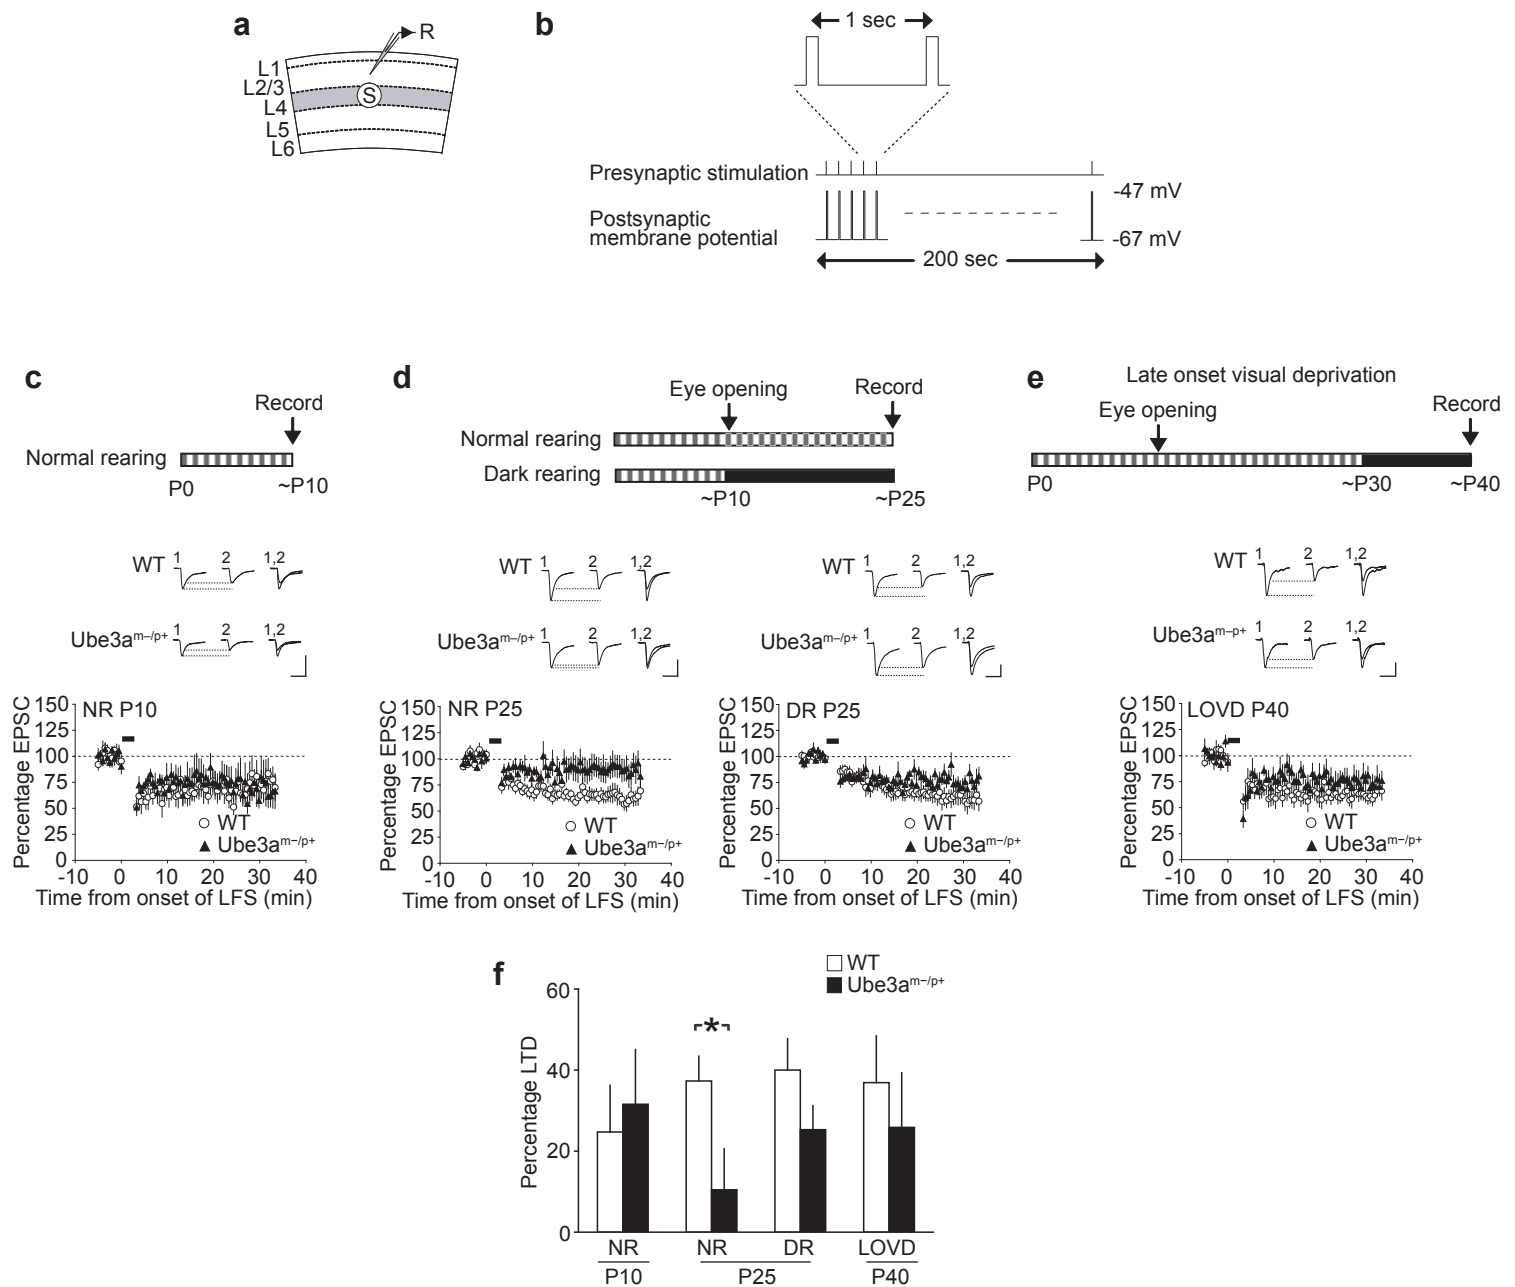 a
R
L1
L2/3
L4
L5
L6
S
b
1 sec
Presynaptic stimulation
-47 mV
Postsynaptic
membrane potential
-67 mV
200 sec
c
Record
Normal rearing
P0
~P10
WT
1 2 1,2
Ube3a^m–/p+
1 2 1,2
NR P10
Percentage EPSC
150
125
100
75
50
25
0
WT
Ube3a^m–/p+
-10 0 10 20 30 40
Time from onset of LFS (min)
d
Eye opening
Record
Normal rearing
Dark rearing
~P10
~P25
WT
1 2 1,2
Ube3a^m–/p+
1 2 1,2
NR P25
Percentage EPSC
150
125
100
75
50
25
0
WT
Ube3a^m–/p+
-10 0 10 20 30 40
Time from onset of LFS (min)
WT
1 2 1,2
Ube3a^m–/p+
1 2 1,2
DR P25
Percentage EPSC
150
125
100
75
50
25
0
WT
Ube3a^m–/p+
-10 0 10 20 30 40
Time from onset of LFS (min)
e
Late onset visual deprivation
Eye opening
Record
P0
~P30
~P40
WT
1 2 1,2
Ube3a^m–p+
1 2 1,2
LOVD P40
Percentage EPSC
150
125
100
75
50
25
0
WT
Ube3a^m–/p+
-10 0 10 20 30 40
Time from onset of LFS (min)
f
WT
Ube3a^m–/p+
Percentage LTD
60
40
20
0
*
NR NR DR LOVD
P10 P25 P40